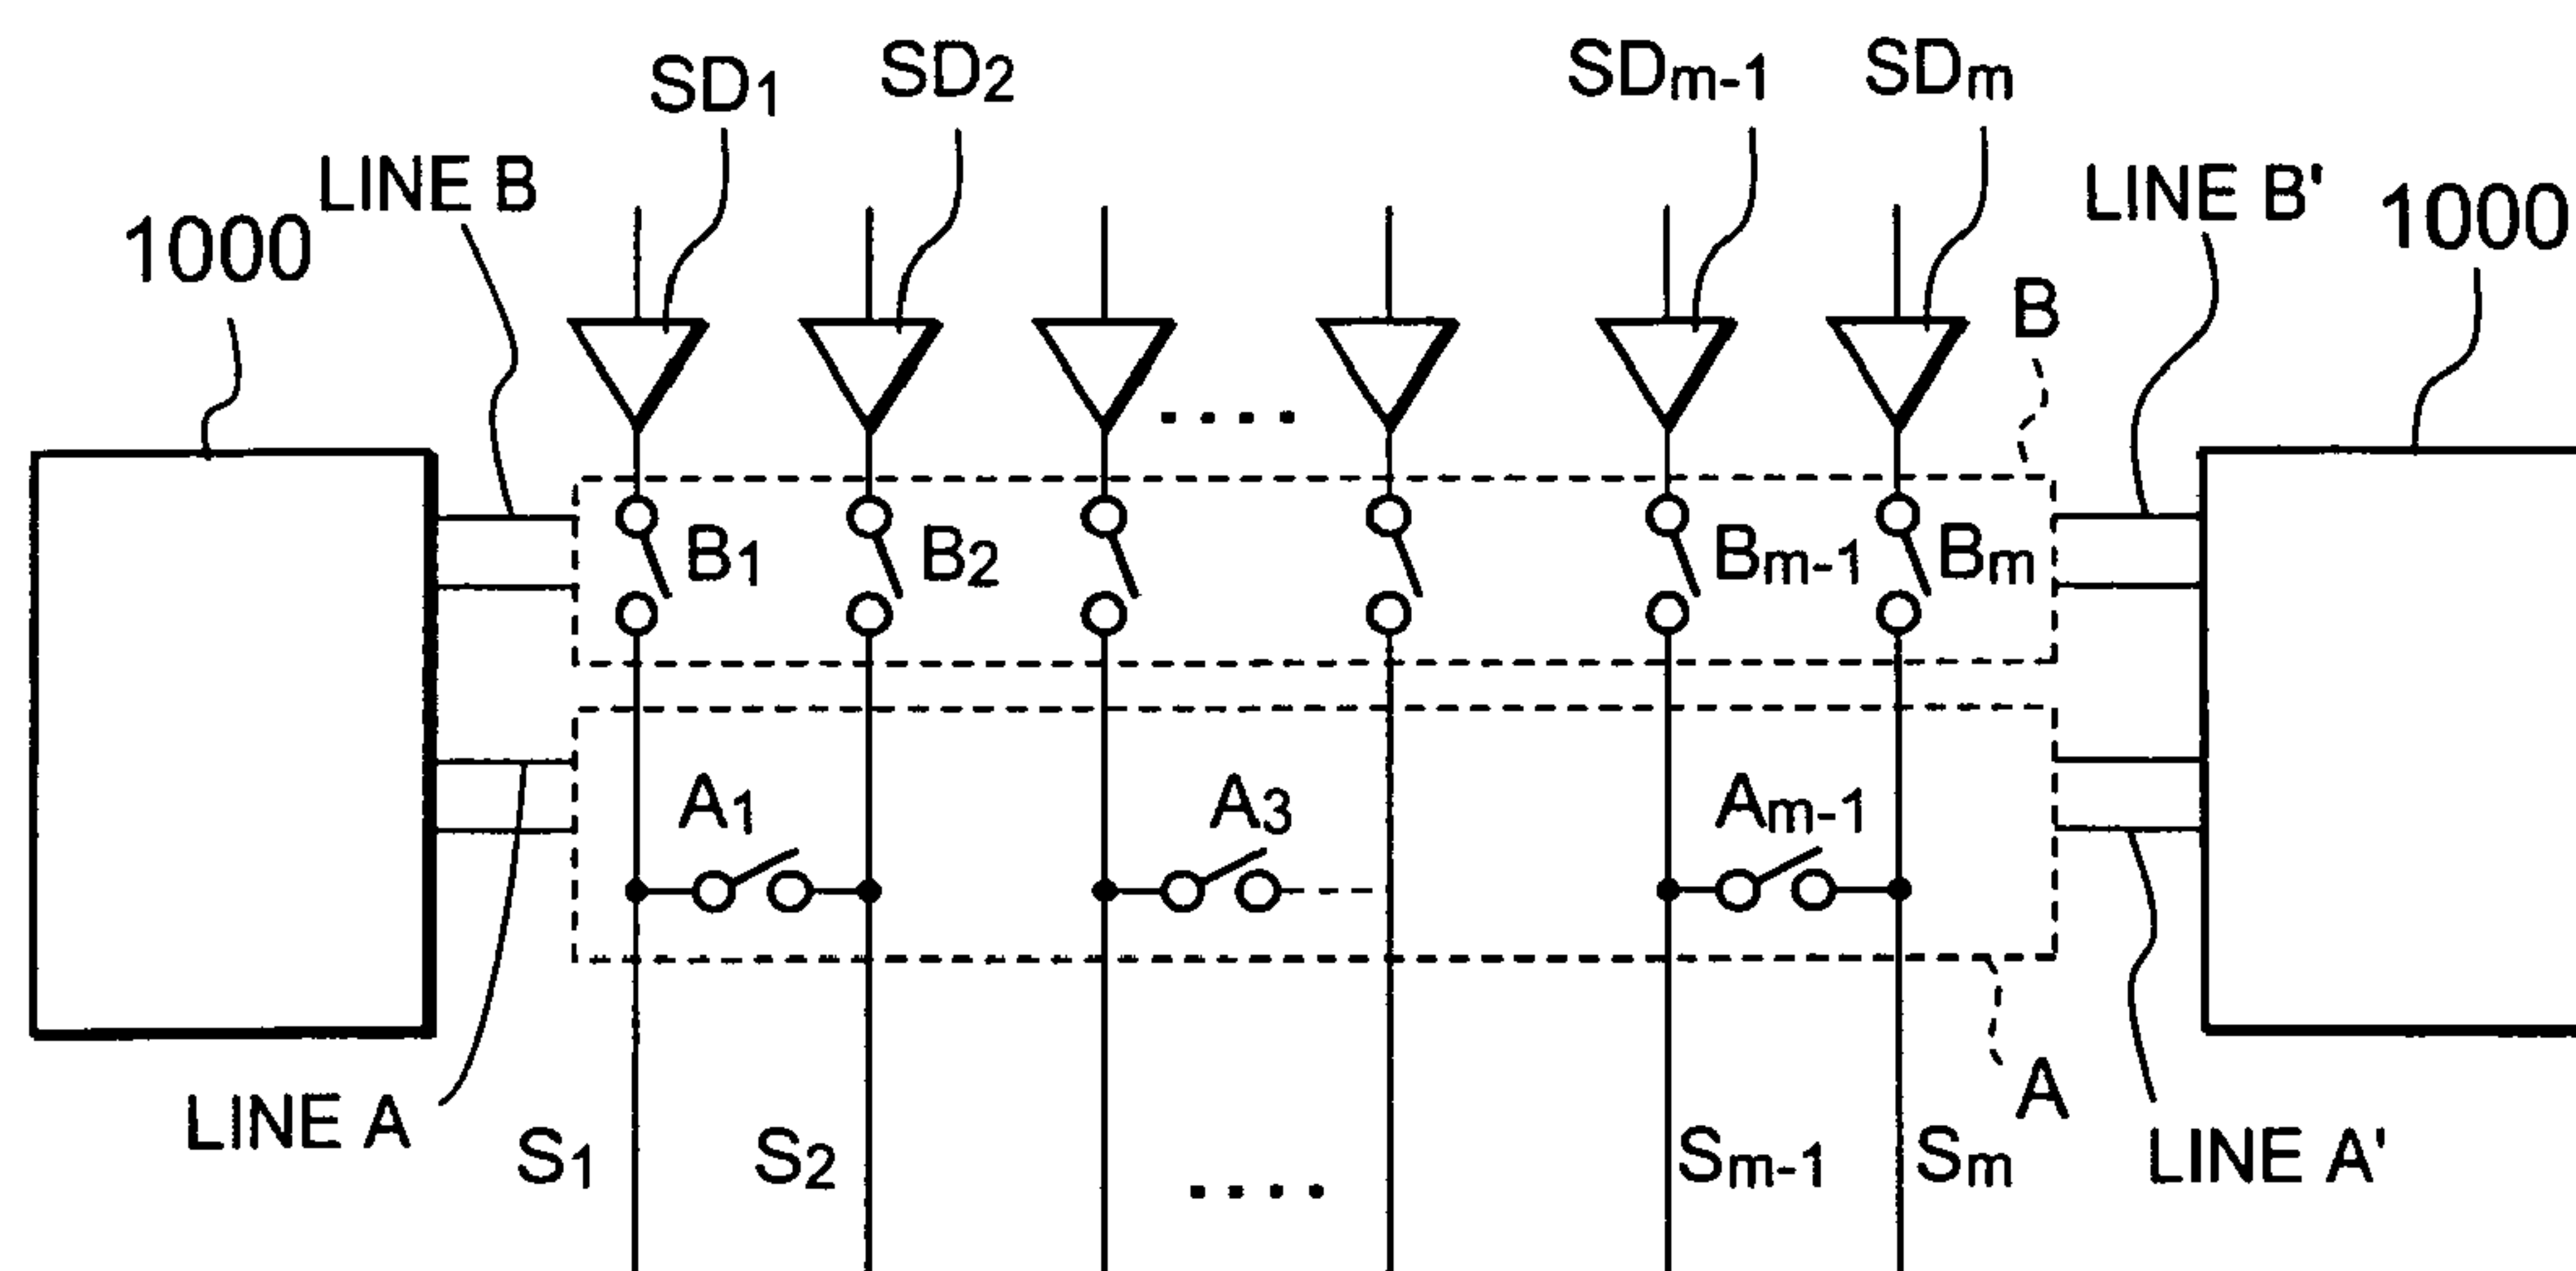 SD1 SD2 SDm-1 SDm
LINE B LINE B'
1000 1000
B
B1 B2 Bm-1 Bm
A1 A3 Am-1
A
LINE A LINE A'
S1 S2 Sm-1 Sm